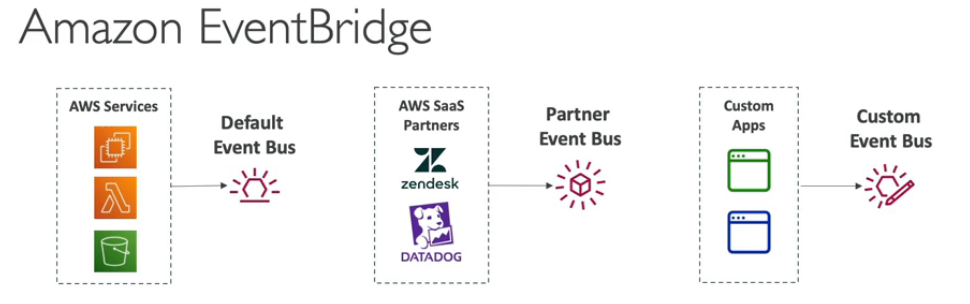 Amazon EventBridge
AWS Services
Default
Event Bus
AWS SaaS
Partners
zendesk
DATADOG
Partner
Event Bus
Custom
Apps
Custom
Event Bus